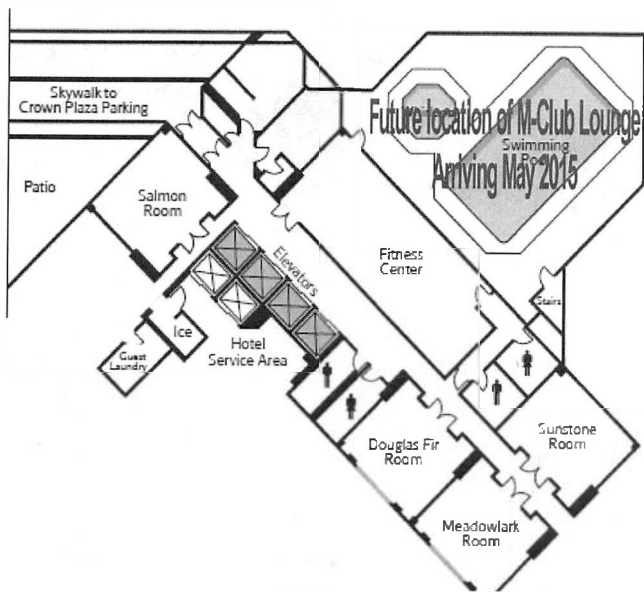 Skywalk to
Crown Plaza Parking
Future location of M-Club Lounge
Swimming
Pool
Arriving May 2015
Patio
Salmon
Room
Elevators
Fitness
Center
Stairs
Ice
Guest
Laundry
Hotel
Service Area
Douglas Fir
Room
Sunstone
Room
Meadowlark
Room